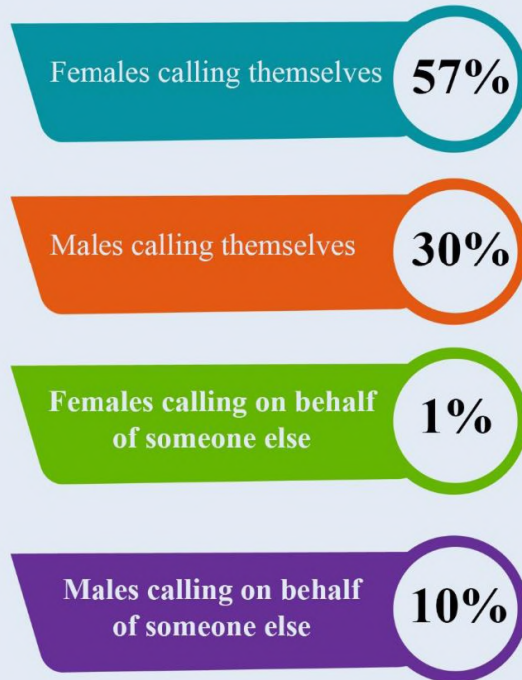 Females calling themselves 57%
Males calling themselves 30%
Females calling on behalf
of someone else
1%
Males calling on behalf
of someone else
10%